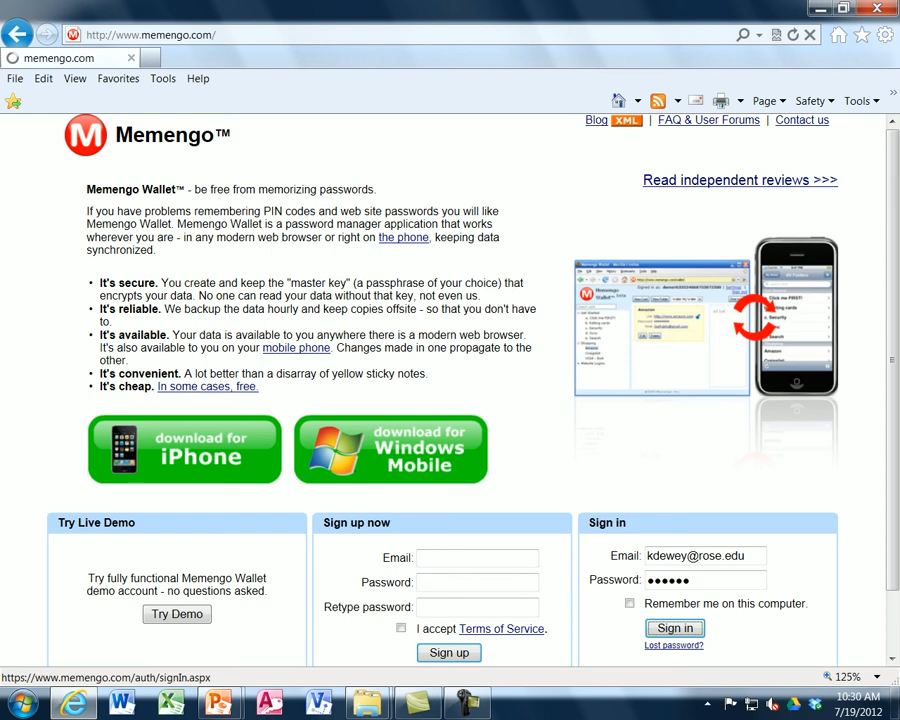 http://www.memengo.com/
memengo.com
File Edit View Favorites Tools Help
Page Safety Tools
Memengo™
Blog XML | FAQ & User Forums | Contact us
Read independent reviews >>>
Memengo Wallet™ - be free from memorizing passwords.
If you have problems remembering PIN codes and web site passwords you will like
Memengo Wallet. Memengo Wallet is a password manager application that works
wherever you are - in any modern web browser or right on the phone, keeping data
synchronized.
• It's secure. You create and keep the "master key" (a passphrase of your choice) that
encrypts your data. No one can read your data without that key, not even us.
• It's reliable. We backup the data hourly and keep copies offsite - so that you don't have
to.
• It's available. Your data is available to you anywhere there is a modern web browser.
It's also available to you on your mobile phone. Changes made in one propagate to the
other.
• It's convenient. A lot better than a disarray of yellow sticky notes.
• It's cheap. In some cases, free.
Memengo
Wallet
Amazon
Click me FIRST!
Security
Search
Amazon
download for
iPhone
download for
Windows
Mobile
Try Live Demo
Try fully functional Memengo Wallet
demo account - no questions asked.
Try Demo
Sign up now
Email:
Password:
Retype password:
I accept Terms of Service.
Sign up
Sign in
Email: kdewey@rose.edu
Password: ●●●●●●
Remember me on this computer.
Sign in
Lost password?
https://www.memengo.com/auth/signIn.aspx
125%
10:30 AM
7/19/2012